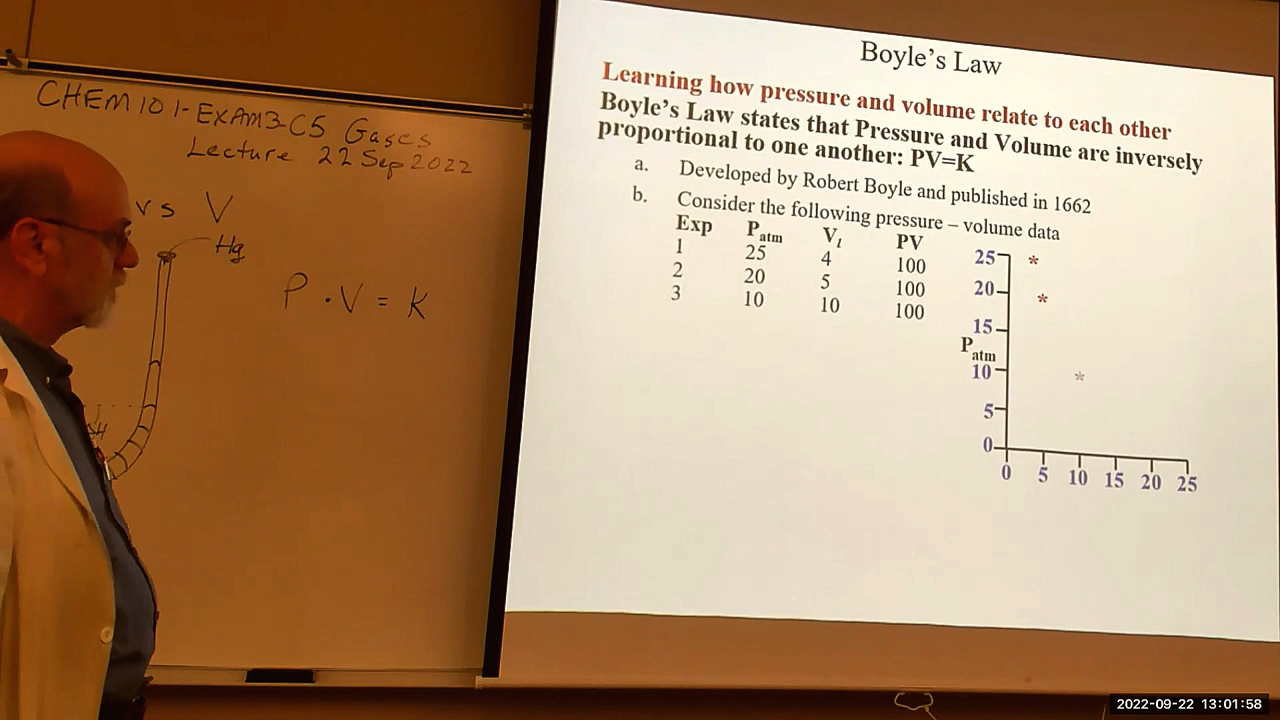 CHEM 101-EXAM3-C5 Gases
Lecture 22 Sep 2022
vs V
Hg
P · V = K
Boyle's Law
Learning how pressure and volume relate to each other
Boyle's Law states that Pressure and Volume are inversely
proportional to one another: PV=K
a. Developed by Robert Boyle and published in 1662
b. Consider the following pressure – volume data
Exp Patm Vl PV
1 25 4 100
2 20 5 100
3 10 10 100
25
20
15
Patm
10
5
0
0 5 10 15 20 25
2022-09-22 13:01:58